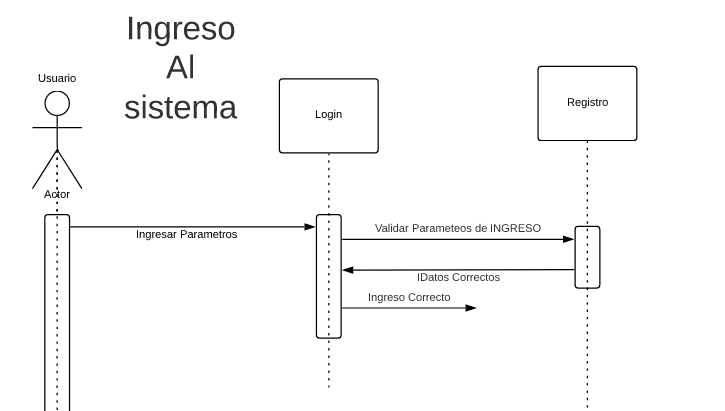 Ingreso
Al
sistema
Usuario
Login
Registro
Actor
Ingresar Parametros
Validar Parameteos de INGRESO
IDatos Correctos
Ingreso Correcto